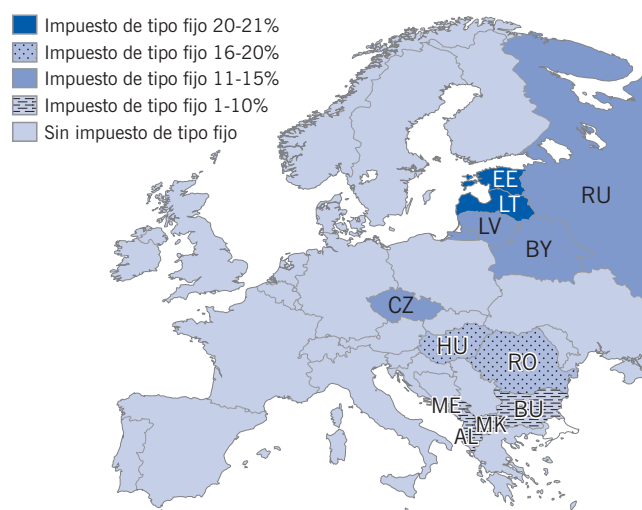 Impuesto de tipo fijo 20-21%
Impuesto de tipo fijo 16-20%
Impuesto de tipo fijo 11-15%
Impuesto de tipo fijo 1-10%
Sin impuesto de tipo fijo
EE
LT
RU
LV
BY
CZ
HU
RO
ME
BU
MK
AL